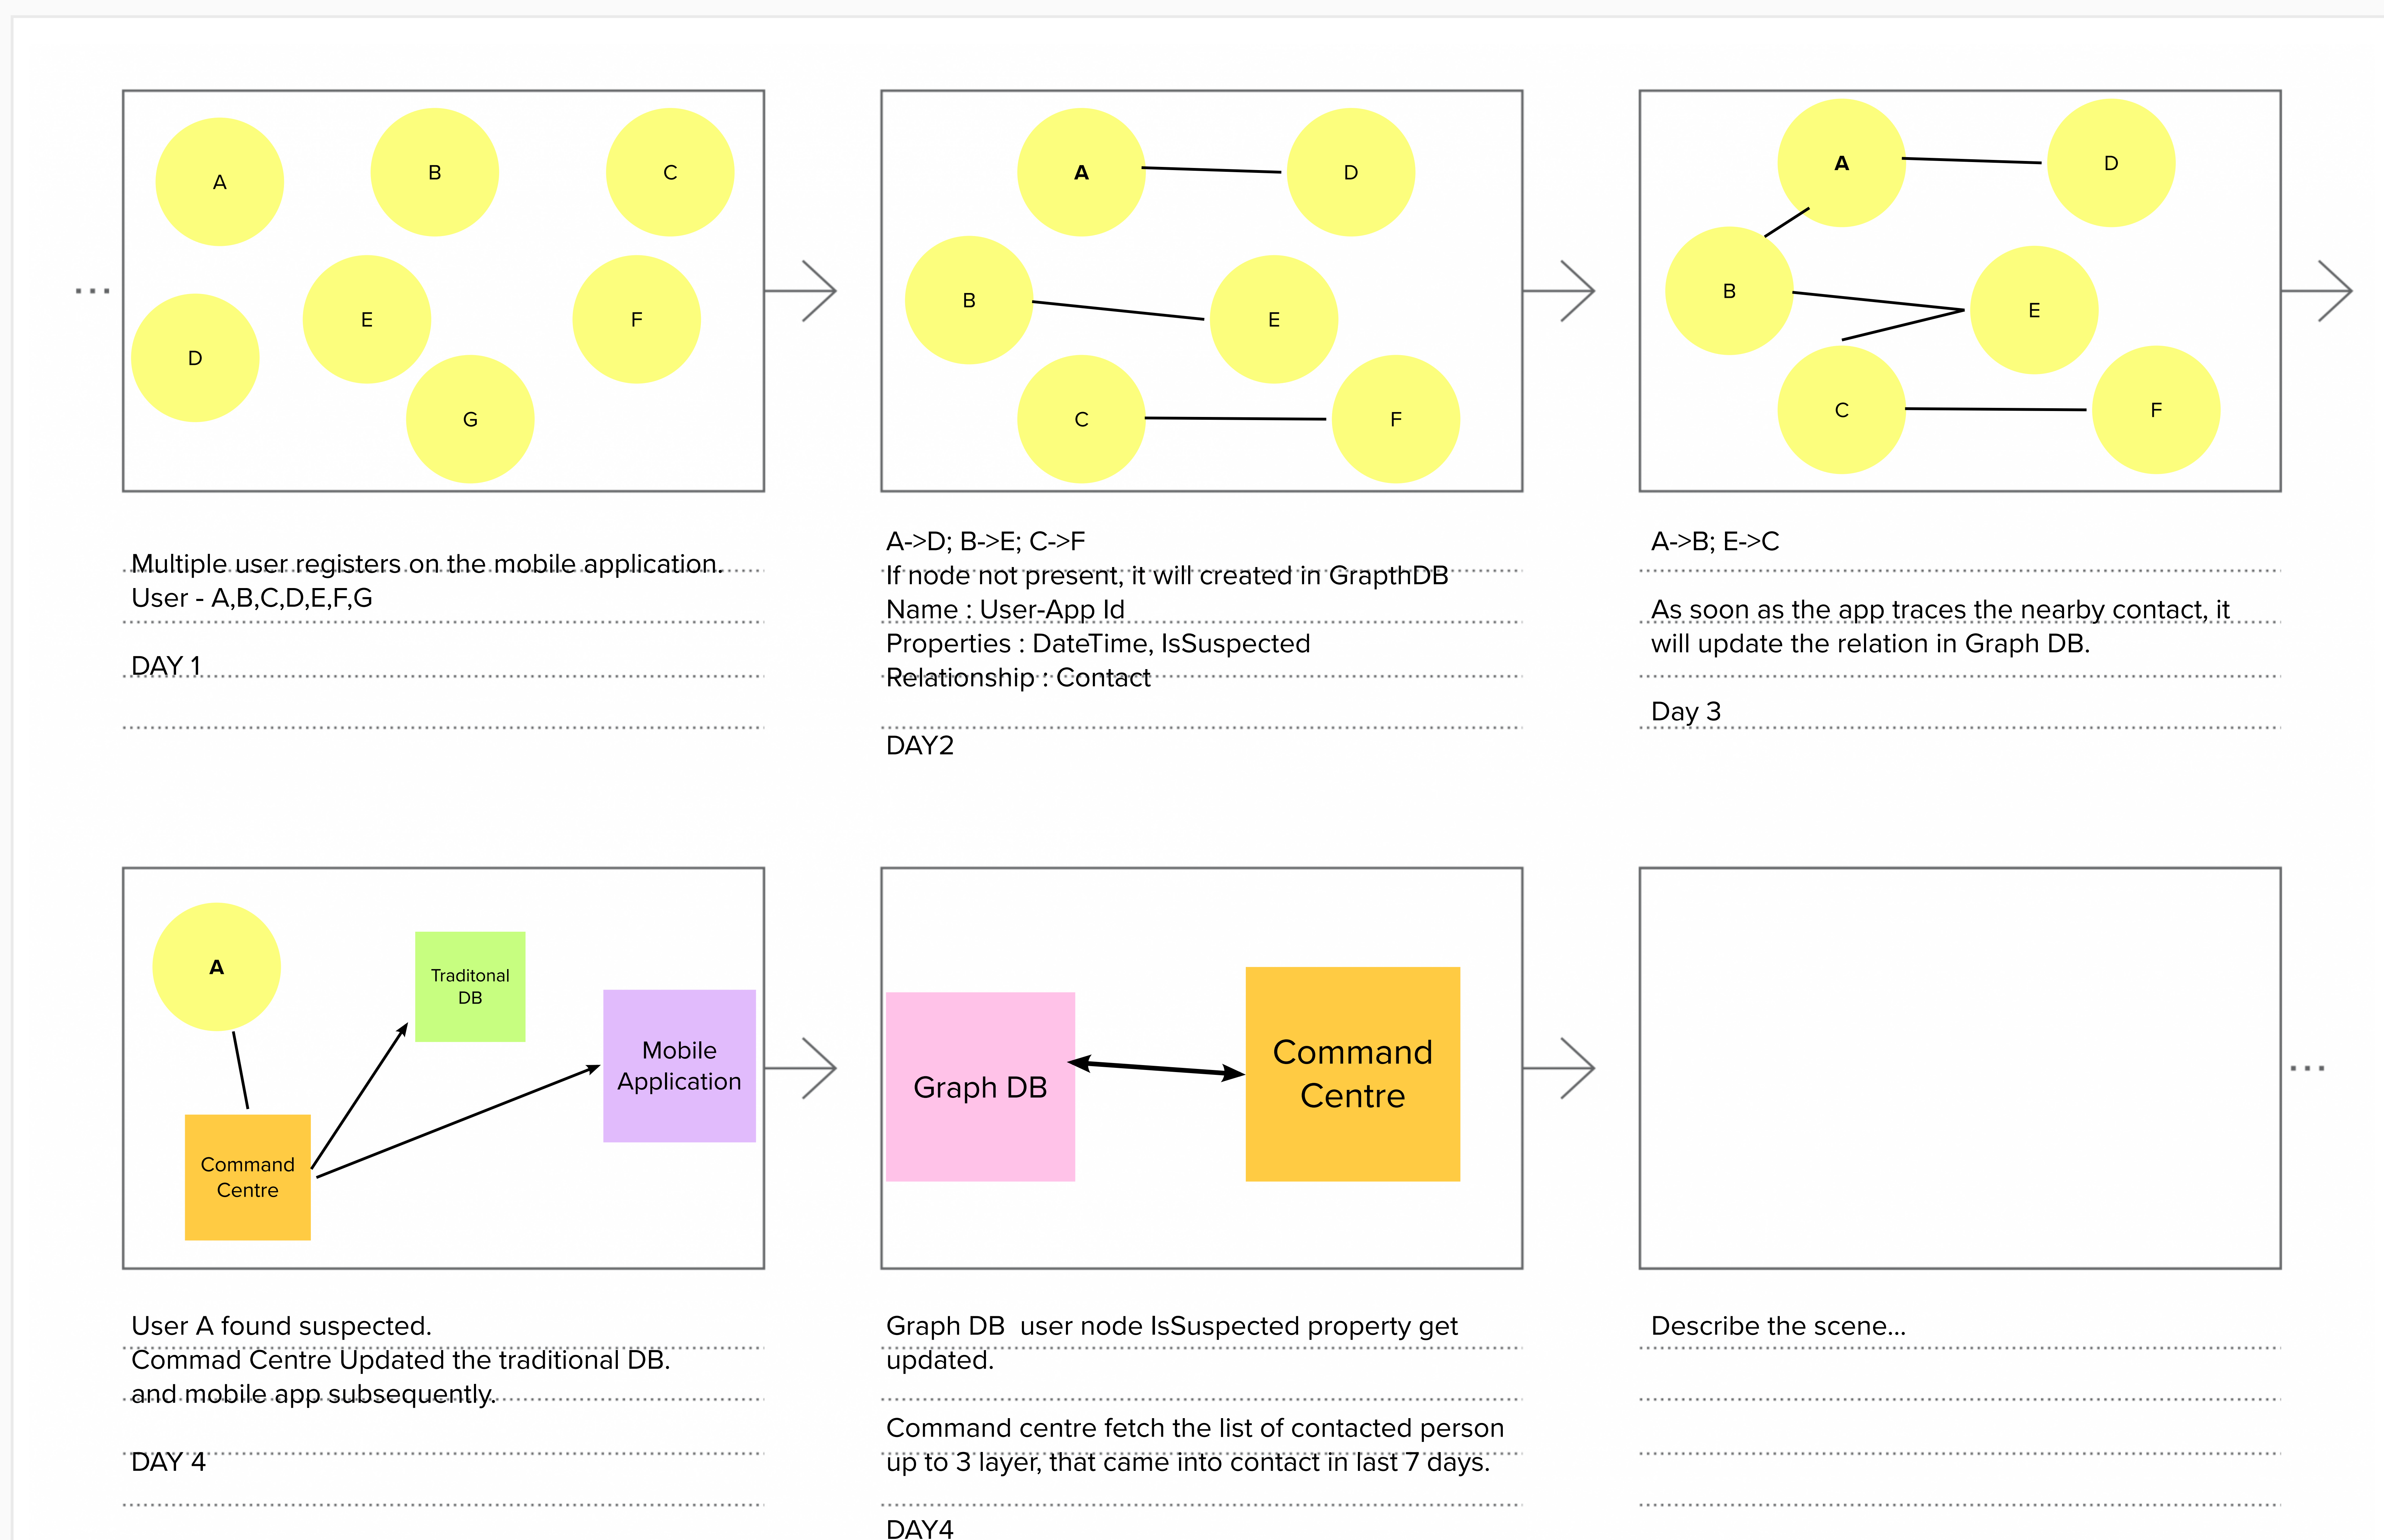 A
B
C
D
E
F
G
Multiple user registers on the mobile application.
User - A,B,C,D,E,F,G
DAY 1
A
D
B
E
C
F
A->D; B->E; C->F
If node not present, it will created in GrapthDB
Name : User-App Id
Properties : DateTime, IsSuspected
Relationship : Contact
DAY2
A
D
B
E
C
F
A->B; E->C
As soon as the app traces the nearby contact, it
will update the relation in Graph DB.
Day 3
A
Traditonal
DB
Mobile
Application
Command
Centre
User A found suspected.
Commad Centre Updated the traditional DB.
and mobile app subsequently.
DAY 4
Graph DB
Command
Centre
Graph DB  user node IsSuspected property get
updated.
Command centre fetch the list of contacted person
up to 3 layer, that came into contact in last 7 days.
DAY4
Describe the scene...